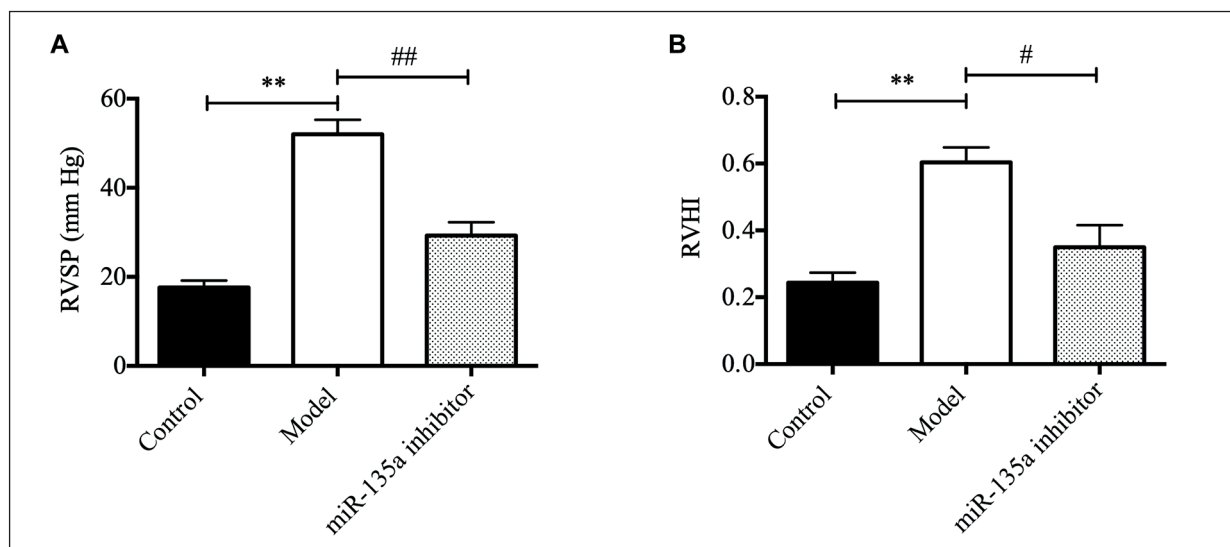 A
**
##
RVSP (mm Hg)
60
40
20
0
Control
Model
miR-135a inhibitor
B
**
#
RVHI
0.8
0.6
0.4
0.2
0.0
Control
Model
miR-135a inhibitor